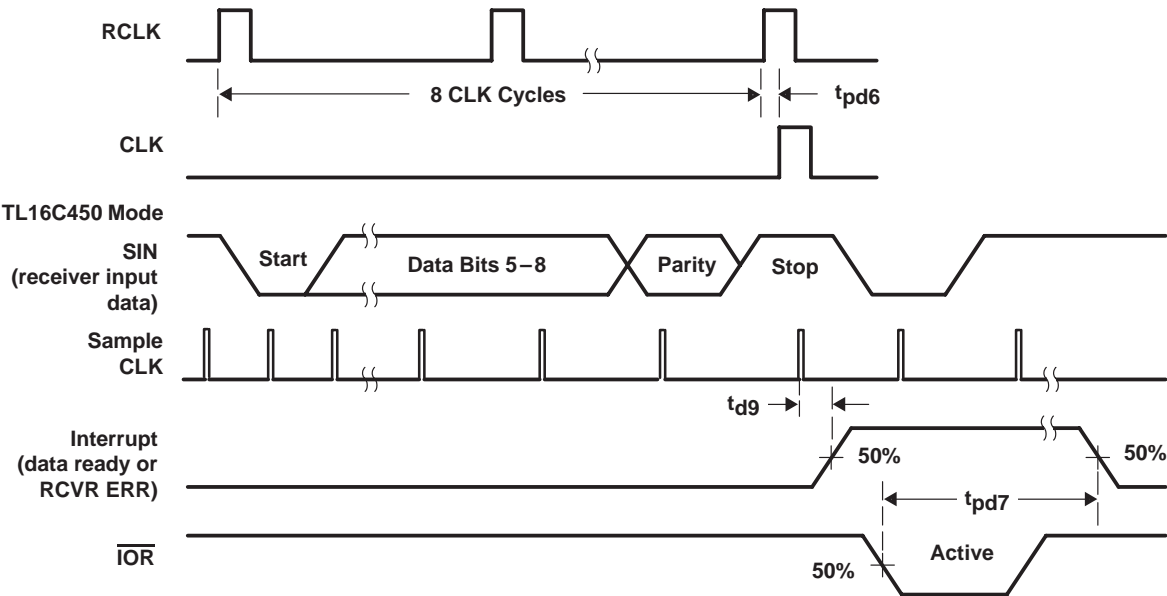 RCLK
8 CLK Cycles
tpd6
CLK
TL16C450 Mode
SIN
(receiver input
data)
Start
Data Bits 5–8
Parity
Stop
Sample
CLK
td9
Interrupt
(data ready or
RCVR ERR)
50%
50%
tpd7
IOR
50%
Active